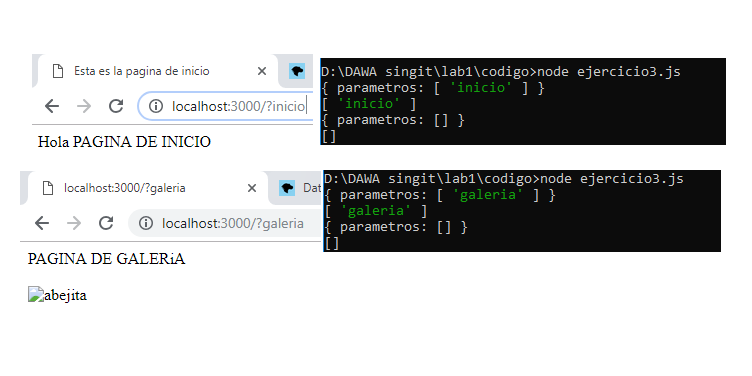 Esta es la pagina de inicio
localhost:3000/?inicio
Hola PAGINA DE INICIO
D:\DAWA singit\lab1\codigo>node ejercicio3.js
{ parametros: [ 'inicio' ] }
[ 'inicio' ]
{ parametros: [] }
[]
localhost:3000/?galeria
Dat
localhost:3000/?galeria
PAGINA DE GALERiA
abejita
D:\DAWA singit\lab1\codigo>node ejercicio3.js
{ parametros: [ 'galeria' ] }
[ 'galeria' ]
{ parametros: [] }
[]